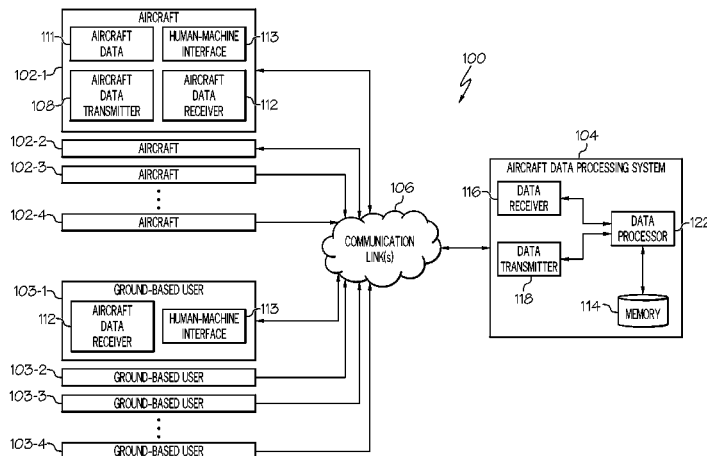 AIRCRAFT
111
AIRCRAFT
DATA
HUMAN-MACHINE
INTERFACE
113
102-1
108
AIRCRAFT
DATA
TRANSMITTER
AIRCRAFT
DATA
RECEIVER
112
100
102-2
AIRCRAFT
102-3
AIRCRAFT
102-4
AIRCRAFT
106
COMMUNICATION
LINK(s)
104
AIRCRAFT DATA PROCESSING SYSTEM
116
DATA
RECEIVER
DATA
PROCESSOR
122
DATA
TRANSMITTER
118
114
MEMORY
103-1
GROUND-BASED USER
112
AIRCRAFT
DATA
RECEIVER
HUMAN-MACHINE
INTERFACE
113
103-2
GROUND-BASED USER
103-3
GROUND-BASED USER
103-4
GROUND-BASED USER